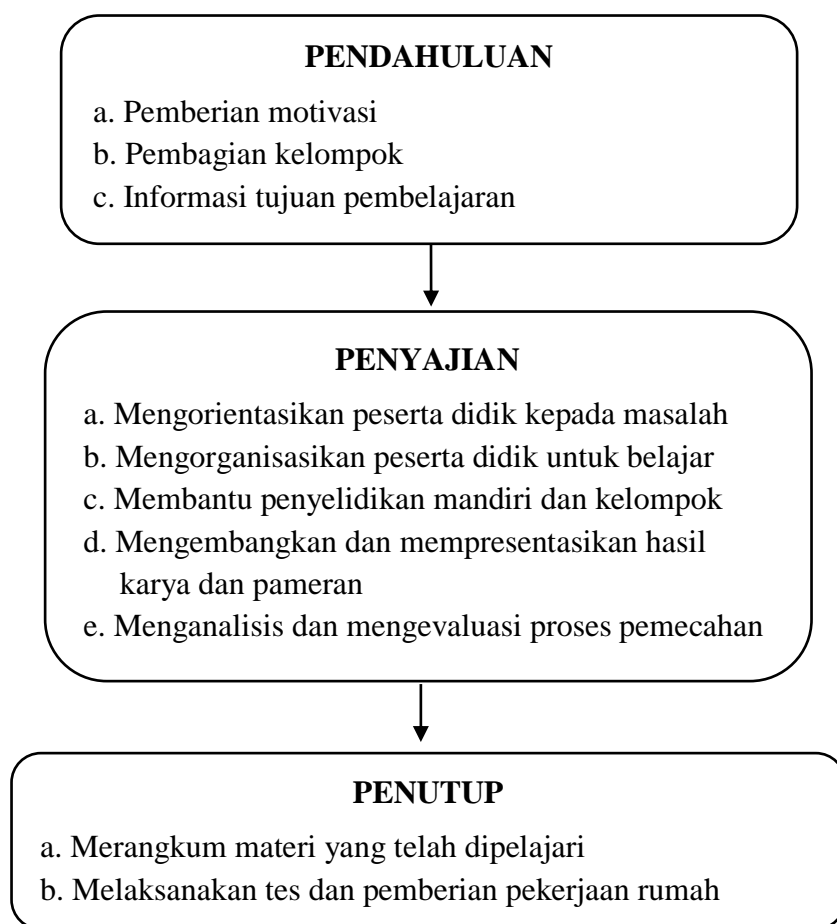 PENDAHULUAN
a. Pemberian motivasi
b. Pembagian kelompok
c. Informasi tujuan pembelajaran
PENYAJIAN
a. Mengorientasikan peserta didik kepada masalah
b. Mengorganisasikan peserta didik untuk belajar
c. Membantu penyelidikan mandiri dan kelompok
d. Mengembangkan dan mempresentasikan hasil
karya dan pameran
e. Menganalisis dan mengevaluasi proses pemecahan
PENUTUP
a. Merangkum materi yang telah dipelajari
b. Melaksanakan tes dan pemberian pekerjaan rumah